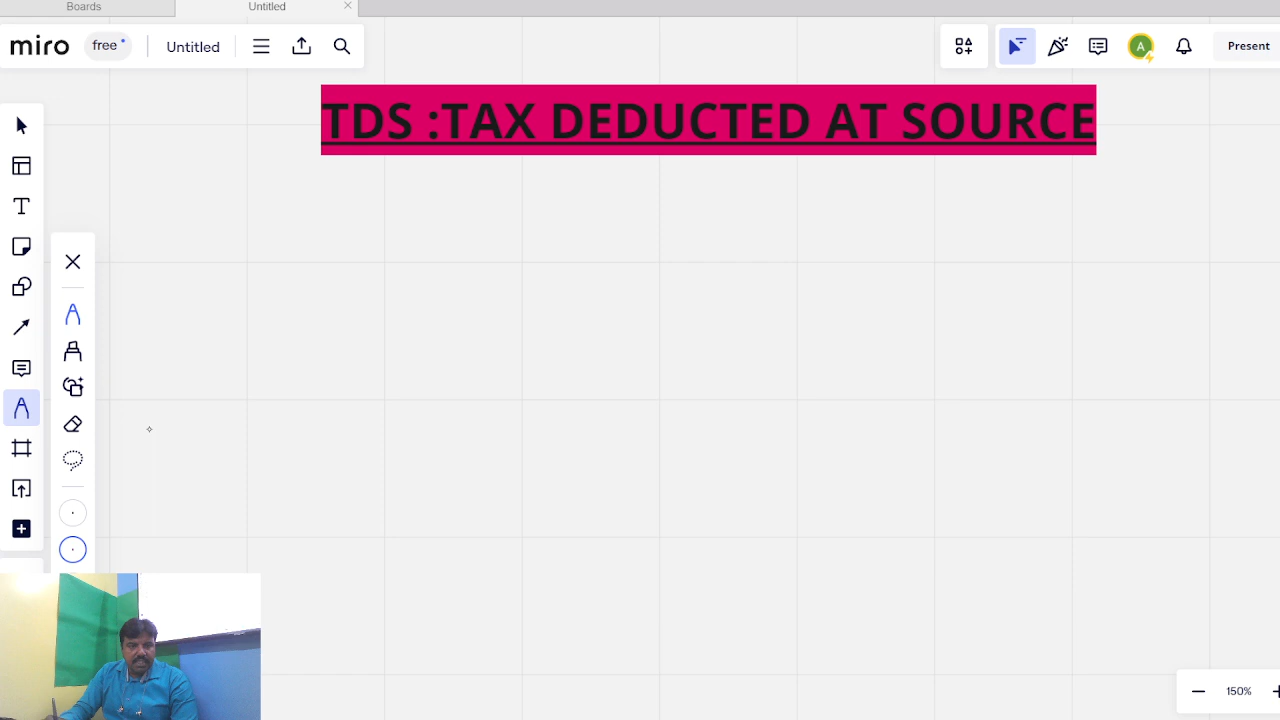 Boards
Untitled
miro
free
Untitled
A
Present
TDS :TAX DEDUCTED AT SOURCE
150%